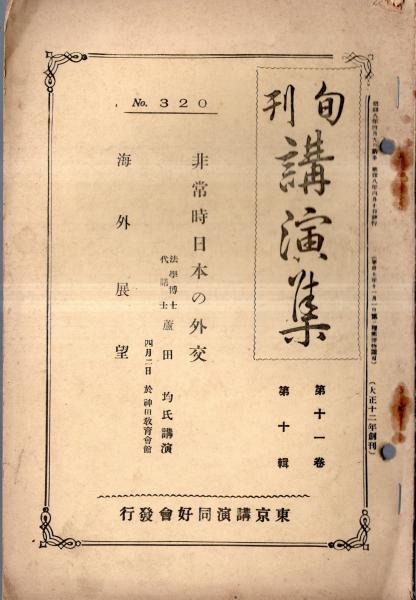 旬刊
講演集
第十一卷
第十輯
No. 320
非常時日本の外交
法學博士
代議士
蘆田均氏講演
四月二日於神田敎育會館
海外展望
東京講演同好會發行
(大正十二年創刊)